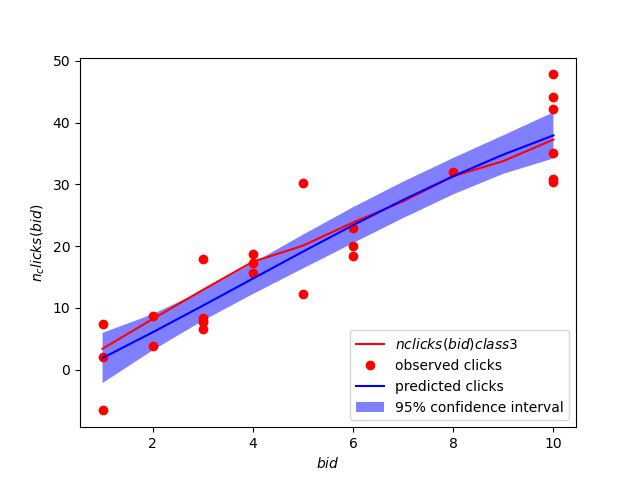 50
40
30
20
10
0
n_clicks(bid)
2
4
6
8
10
bid
nclicks(bid)class3
observed clicks
predicted clicks
95% confidence interval